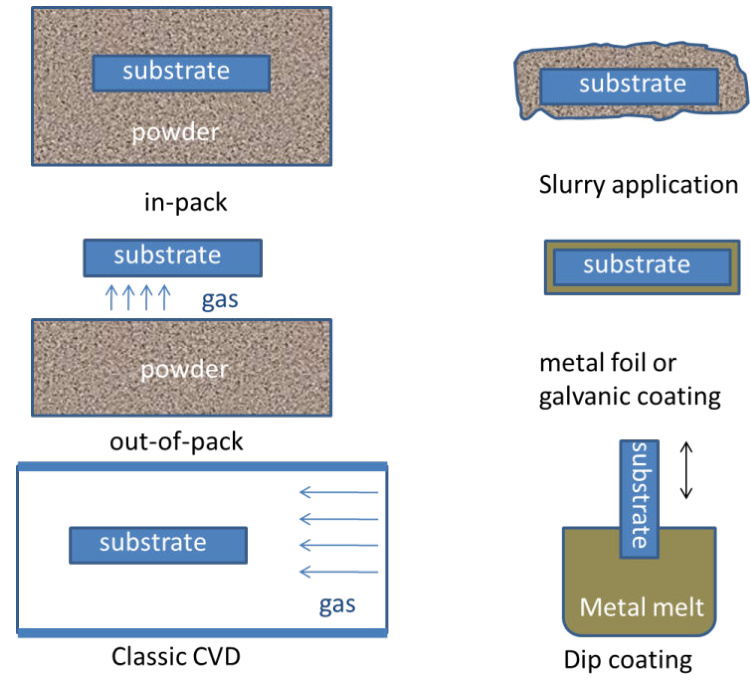 substrate
powder
in-pack
substrate
gas
powder
out-of-pack
substrate
gas
Classic CVD
substrate
Slurry application
substrate
metal foil or
galvanic coating
substrate
Metal melt
Dip coating